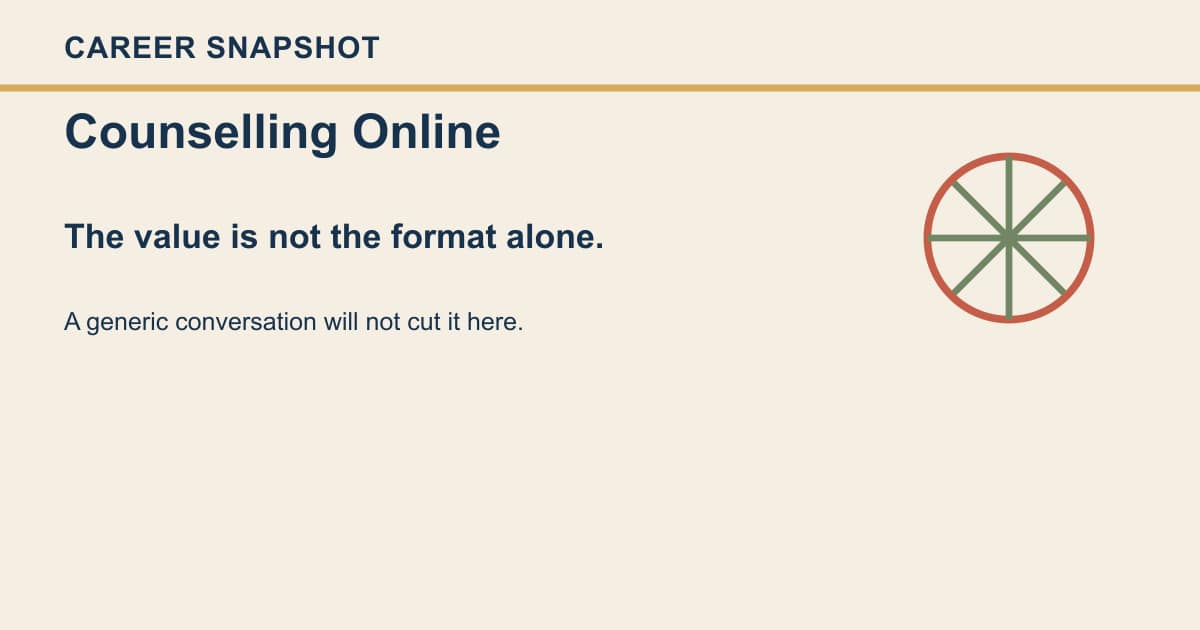 CAREER SNAPSHOT
Counselling Online
The value is not the format alone.
A generic conversation will not cut it here.